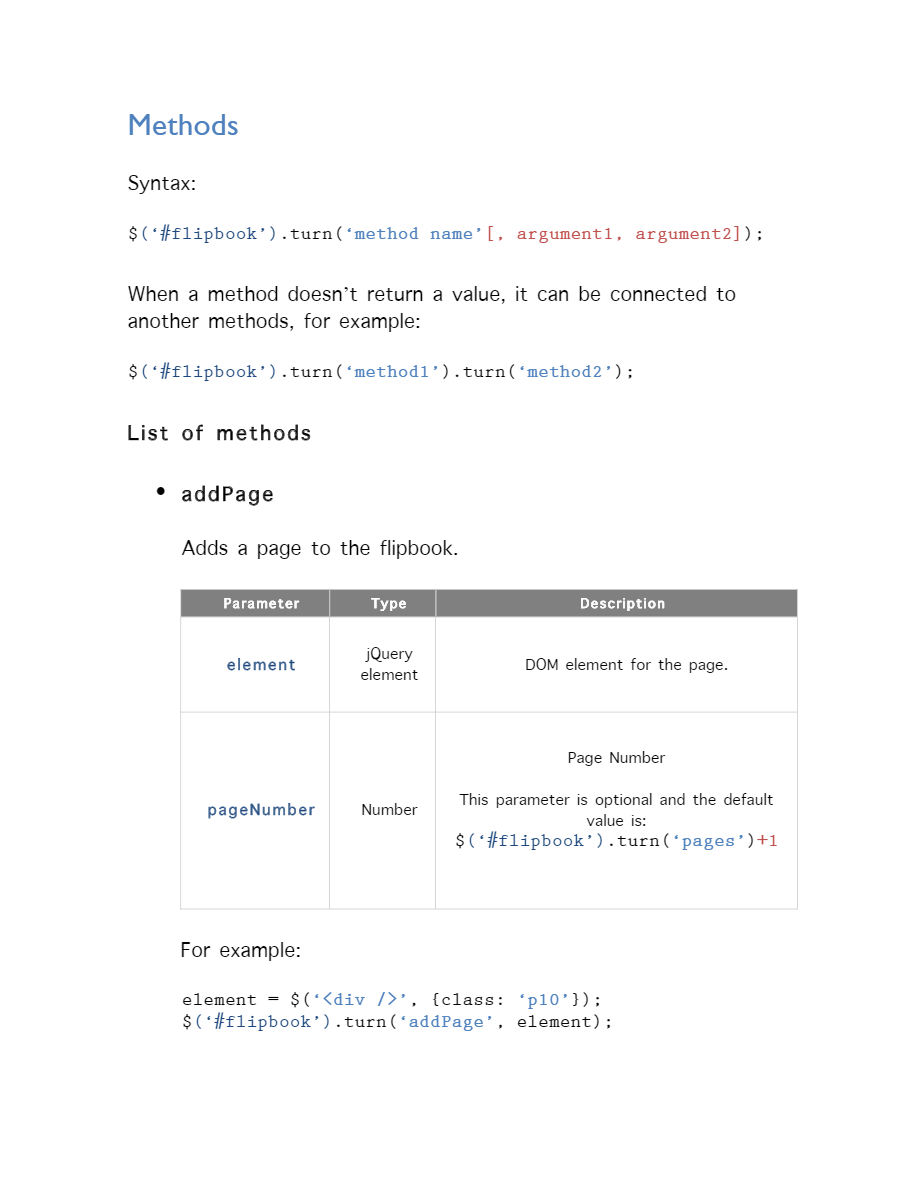 Methods
Syntax:
$(‘#flipbook’).turn(‘method name’[, argument1, argument2]);
When a method doesn’t return a value, it can be connected to
another methods, for example:
$(‘#flipbook’).turn(‘method1’).turn(‘method2’);
List of methods
• addPage
Adds a page to the flipbook.
Parameter Type Description
element jQuery element DOM element for the page.
pageNumber Number Page Number
This parameter is optional and the default
value is:
$(‘#flipbook’).turn(‘pages’)+1
For example:
element = $(‘<div />’, {class: ‘p10’});
$(‘#flipbook’).turn(‘addPage’, element);